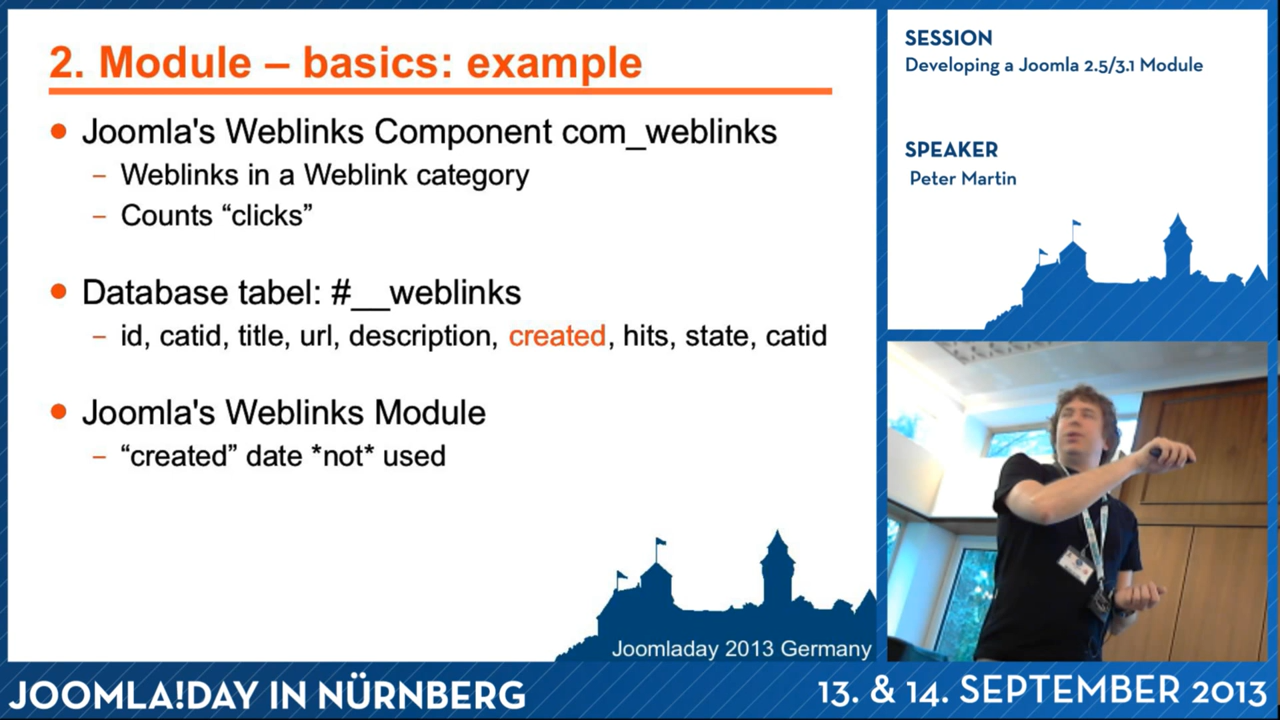 2. Module – basics: example
● Joomla's Weblinks Component com_weblinks
– Weblinks in a Weblink category
– Counts “clicks”
● Database tabel: #__weblinks
– id, catid, title, url, description, created, hits, state, catid
● Joomla's Weblinks Module
– “created” date *not* used
Joomladay 2013 Germany
SESSION
Developing a Joomla 2.5/3.1 Module
SPEAKER
Peter Martin
JOOMLA!DAY IN NÜRNBERG
13. & 14. SEPTEMBER 2013